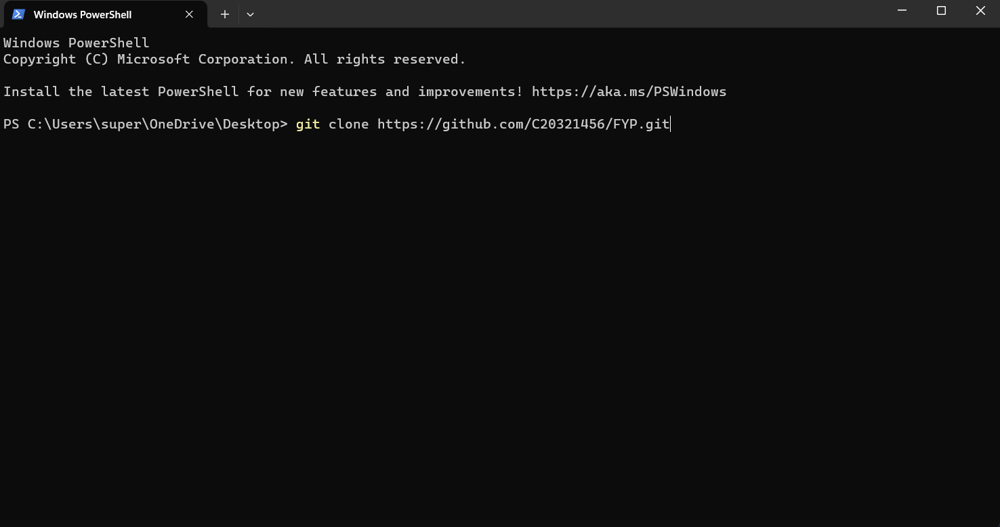 Windows PowerShell
Windows PowerShell
Copyright (C) Microsoft Corporation. All rights reserved.
Install the latest PowerShell for new features and improvements! https://aka.ms/PSWindows
PS C:\Users\super\OneDrive\Desktop> git clone https://github.com/C20321456/FYP.git